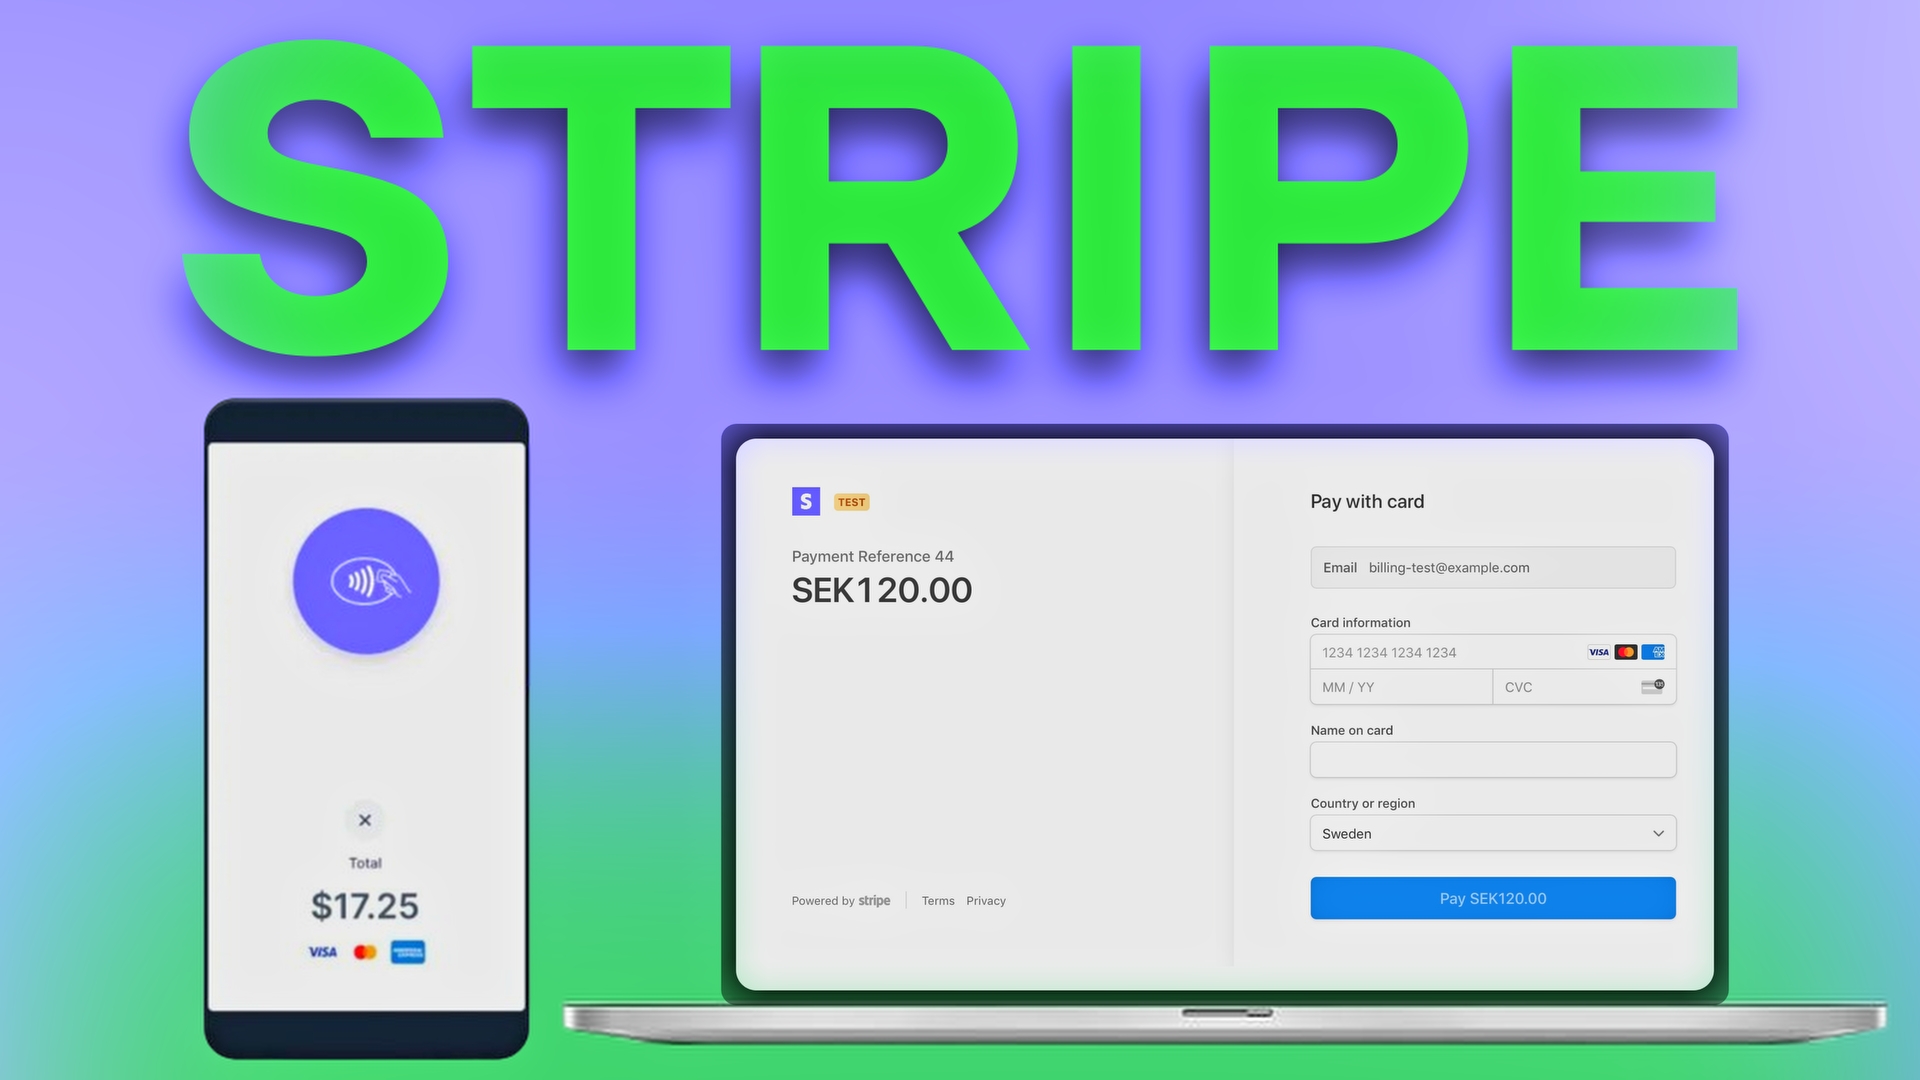 STRIPE
Total
$17.25
VISA
S TEST
Payment Reference 44
SEK120.00
Powered by stripe Terms Privacy
Pay with card
Email billing-test@example.com
Card information
1234 1234 1234 1234 VISA
MM / YY CVC
Name on card
Country or region
Sweden
Pay SEK120.00